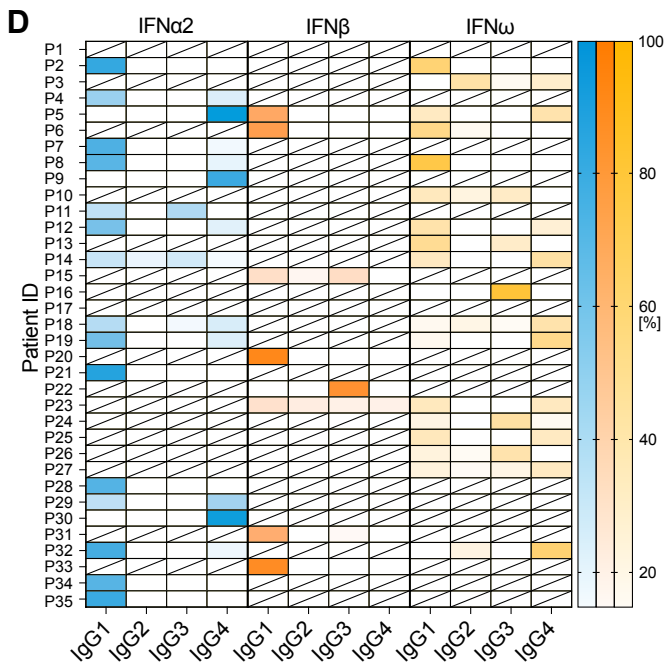 D
IFNα2 IFNβ IFNω
Patient ID
P1
P2
P3
P4
P5
P6
P7
P8
P9
P10
P11
P12
P13
P14
P15
P16
P17
P18
P19
P20
P21
P22
P23
P24
P25
P26
P27
P28
P29
P30
P31
P32
P33
P34
P35
IgG1 IgG2 IgG3 IgG4 IgG1 IgG2 IgG3 IgG4 IgG1 IgG2 IgG3 IgG4
100
80
[%]
40
20